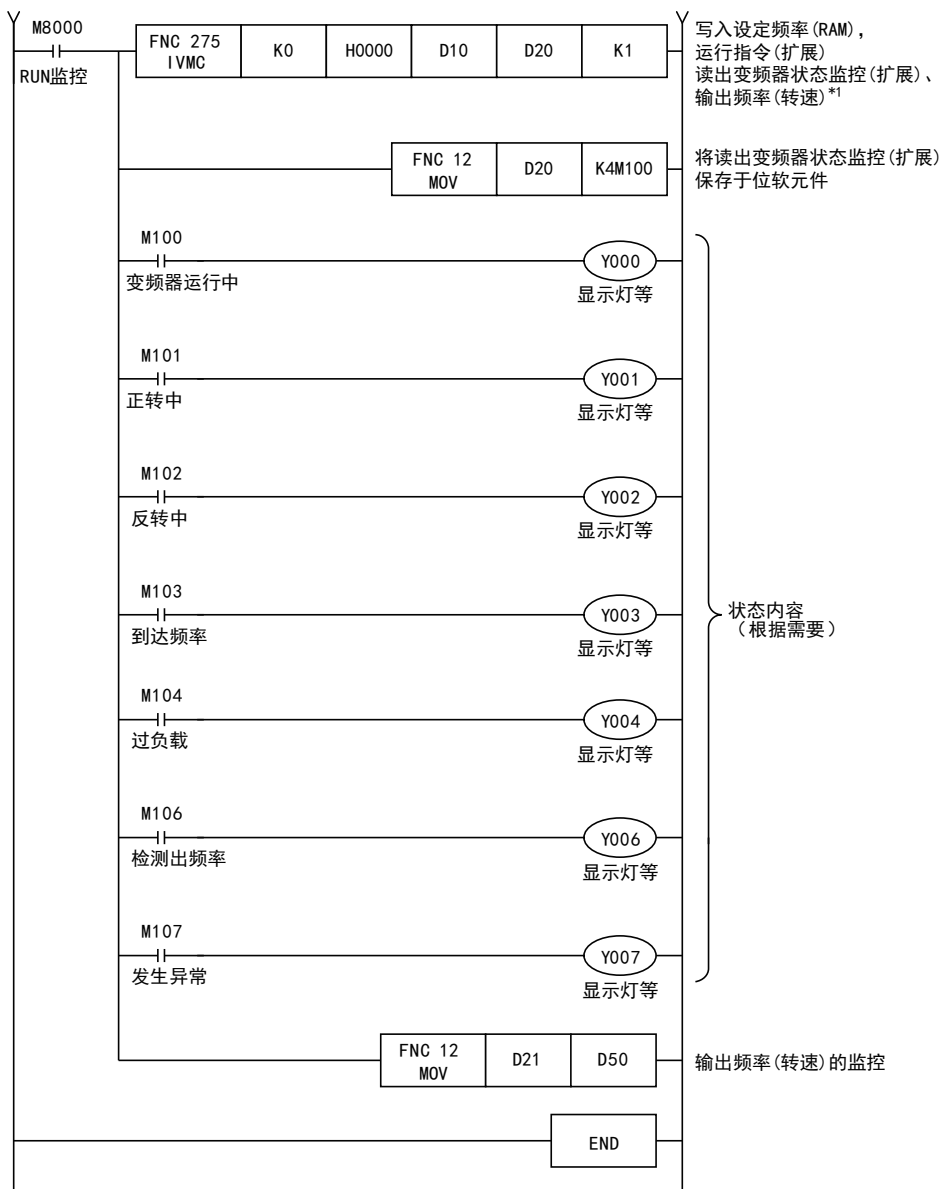 M8000
RUN监控
FNC 275
IVMC
K0
H0000
D10
D20
K1
写入设定频率(RAM),
运行指令(扩展)
读出变频器状态监控(扩展)、
输出频率(转速)*1
FNC 12
MOV
D20
K4M100
将读出变频器状态监控(扩展)
保存于位软元件
M100
变频器运行中
Y000
显示灯等
M101
正转中
Y001
显示灯等
M102
反转中
Y002
显示灯等
M103
到达频率
Y003
显示灯等
状态内容
(根据需要)
M104
过负载
Y004
显示灯等
M106
检测出频率
Y006
显示灯等
M107
发生异常
Y007
显示灯等
FNC 12
MOV
D21
D50
输出频率(转速)的监控
END